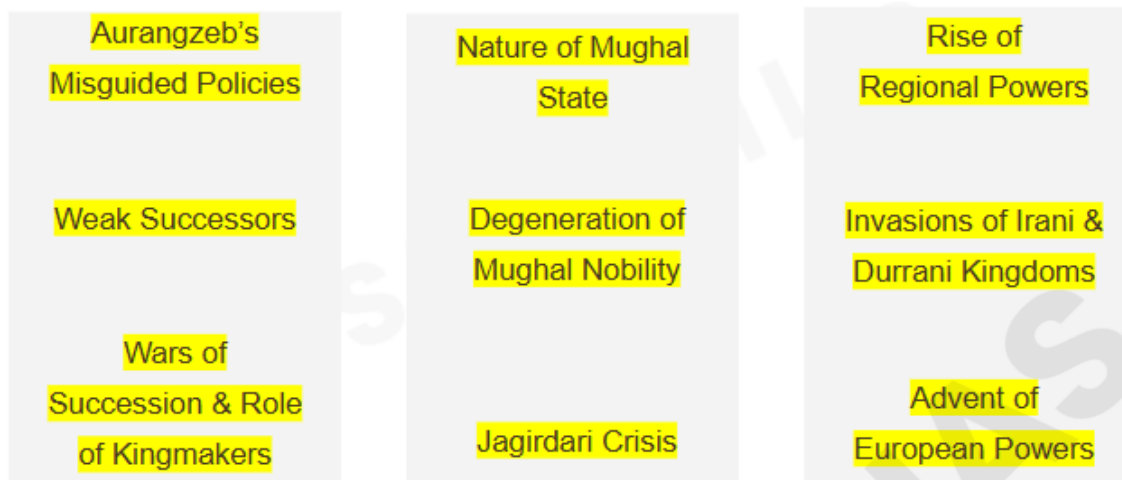 Aurangzeb’s
Misguided Policies
Weak Successors
Wars of
Succession & Role
of Kingmakers
Nature of Mughal
State
Degeneration of
Mughal Nobility
Jagirdari Crisis
Rise of
Regional Powers
Invasions of Irani &
Durrani Kingdoms
Advent of
European Powers